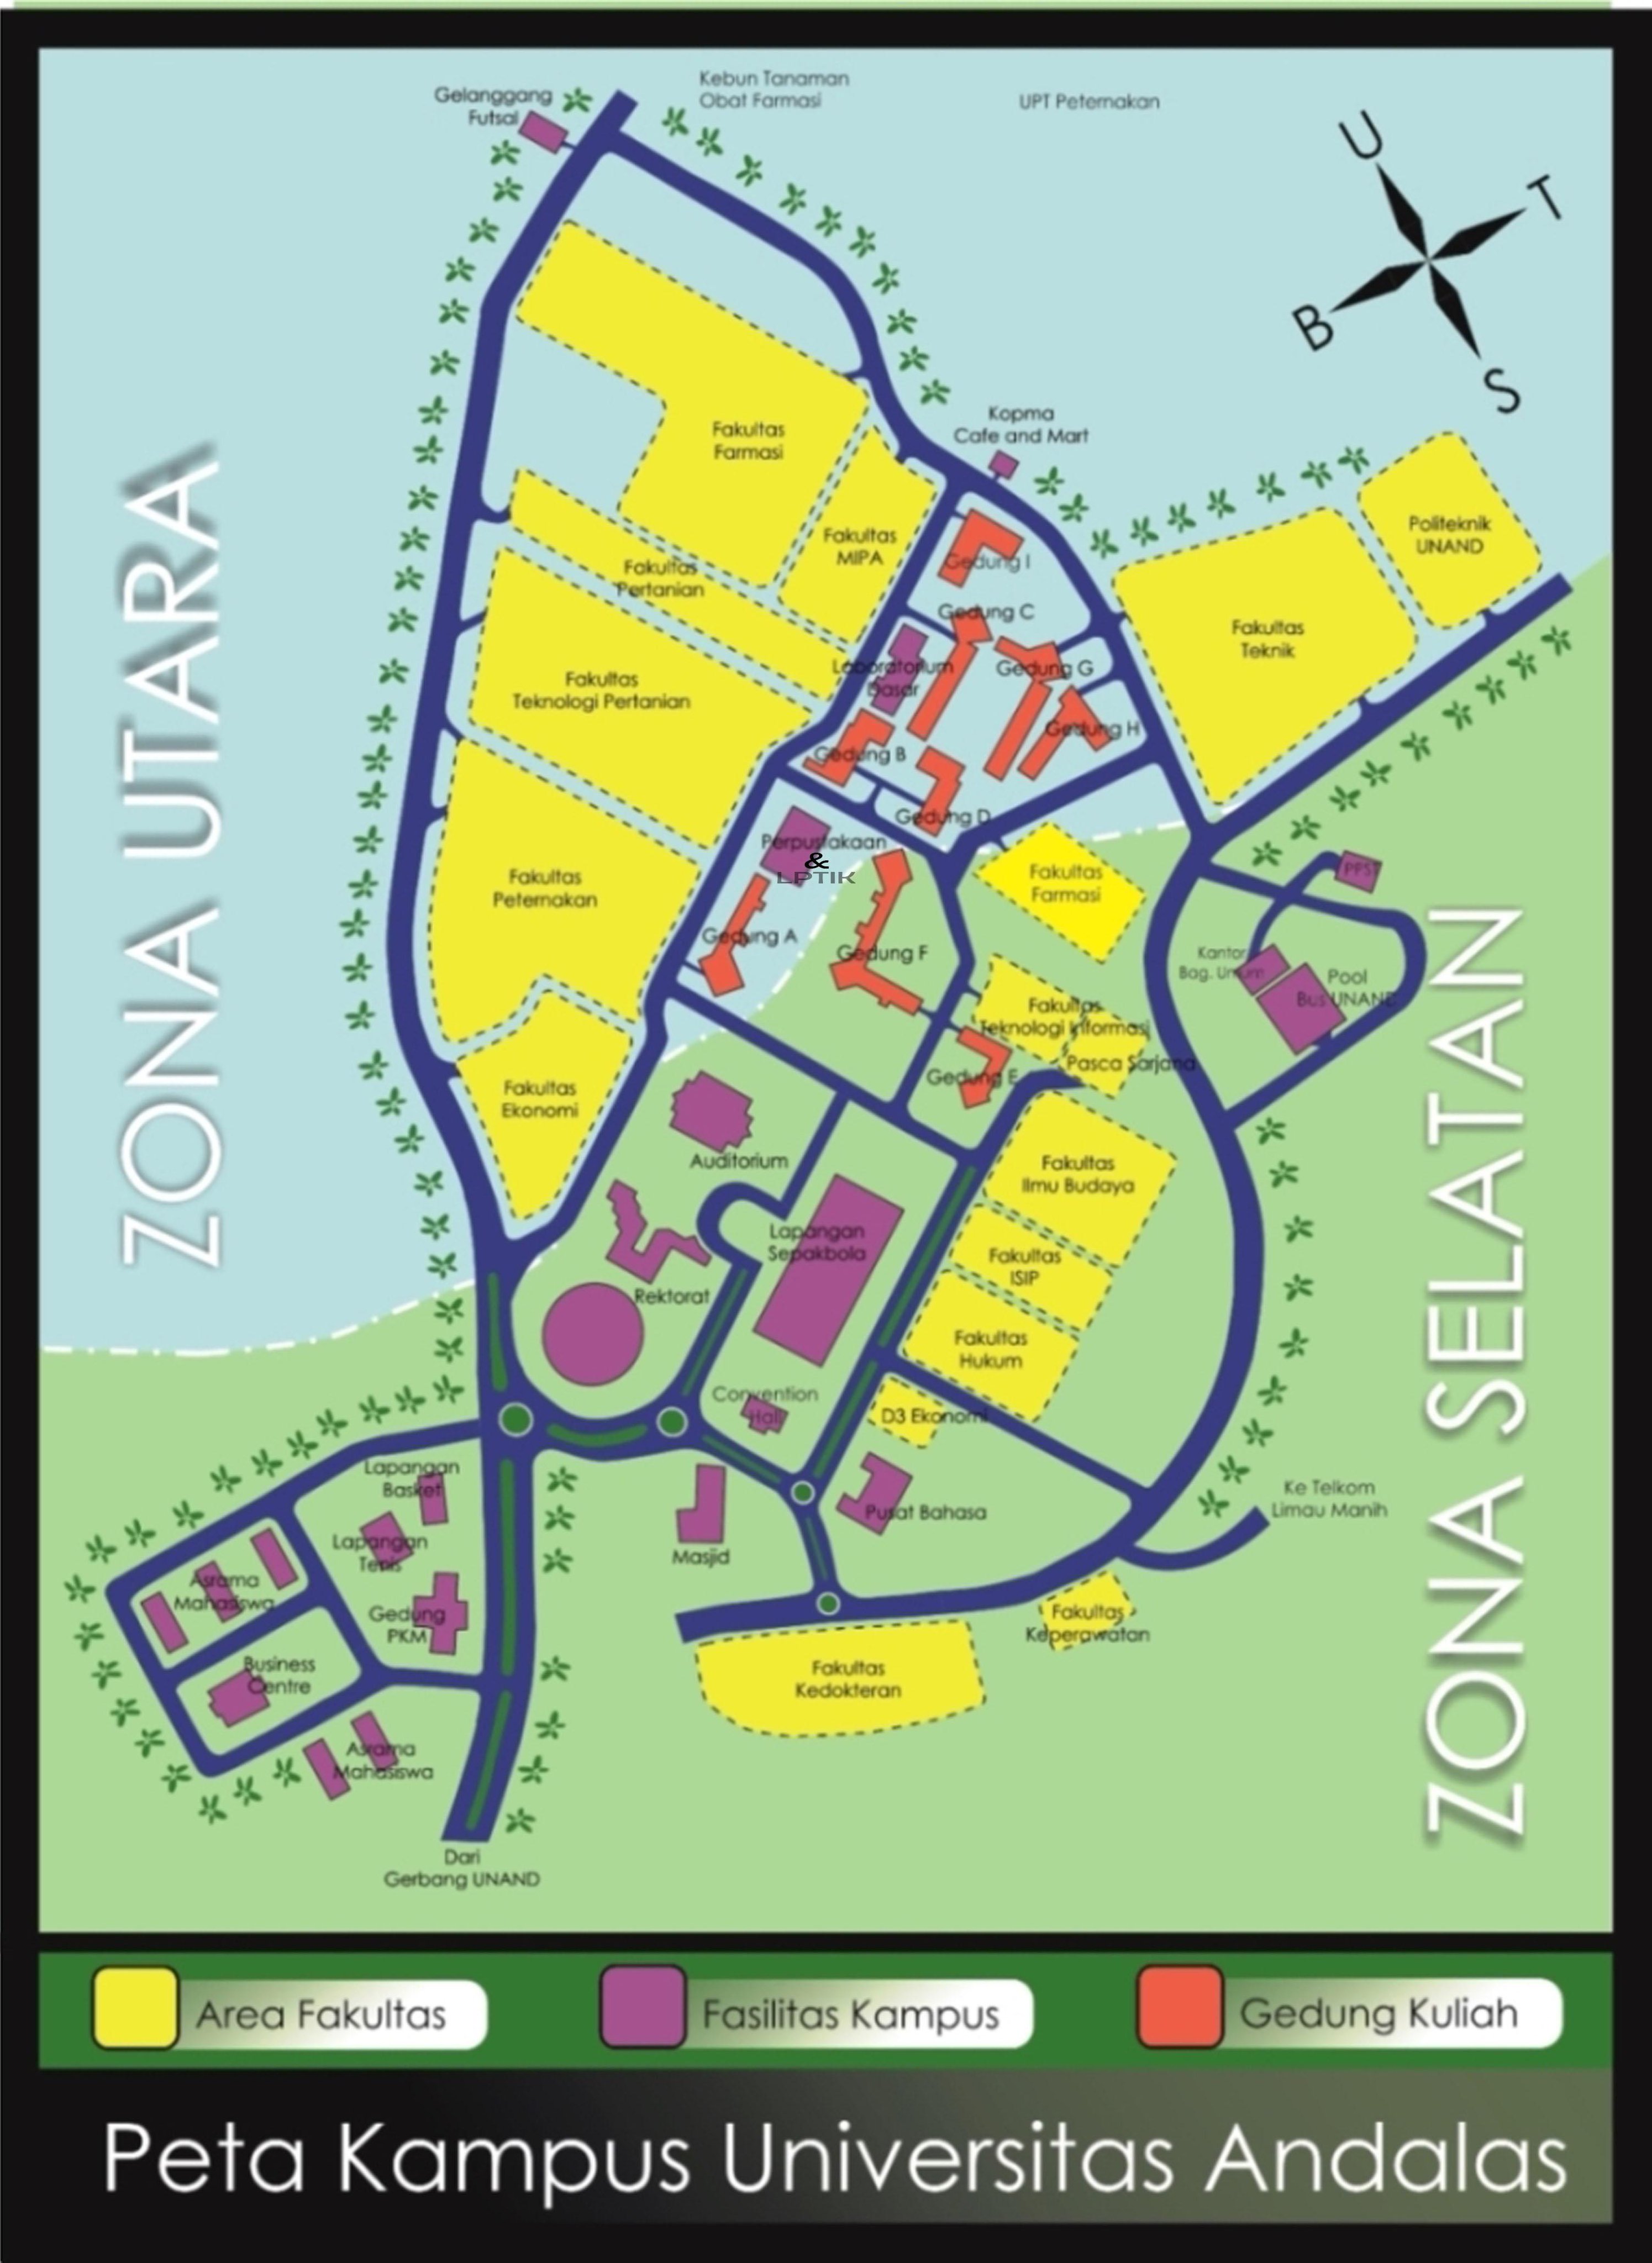 Gelanggang
Futsal
Kebun Tanaman
Obat Farmasi
UPT Peternakan
U
T
B
S
Kopma
Cafe and Mart
Fakultas
Farmasi
Politeknik
UNAND
Fakultas
MIPA
Gedung I
Fakultas
Pertanian
Gedung C
Fakultas
Teknik
Laboratorium
Dasar
Gedung G
Fakultas
Teknologi Pertanian
Gedung H
Gedung B
Gedung D
Perpustakaan
&
LPTIK
Fakultas
Farmasi
PPST
Fakultas
Peternakan
Gedung A
Gedung F
Kantor
Bag. Umum
Pool
Bus UNAND
Fakultas
Teknologi Informasi
Pasca Sarjana
Gedung E
Fakultas
Ekonomi
Auditorium
Fakultas
Ilmu Budaya
Lapangan
Sepakbola
Fakultas
ISIP
Rektorat
Fakultas
Hukum
Convention
Hall
D3 Ekonomi
Lapangan
Basket
Pusat Bahasa
Ke Telkom
Limau Manih
Lapangan
Tenis
Masjid
Asrama
Mahasiswa
Gedung
PKM
Fakultas
Keperawatan
Business
Centre
Fakultas
Kedokteran
Asrama
Mahasiswa
Dari
Gerbang UNAND
ZONA UTARA
ZONA SELATAN
Area Fakultas
Fasilitas Kampus
Gedung Kuliah
Peta Kampus Universitas Andalas